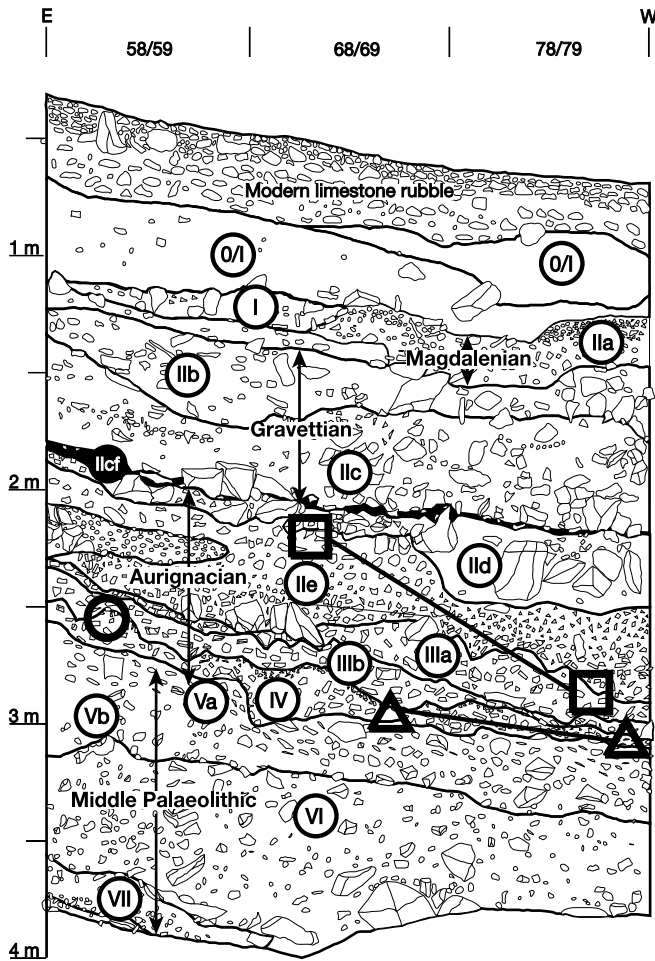 E W
58/59 68/69 78/79
Modern limestone rubble
1 m
0/I
0/I
I
IIa
Magdalenian
IIb
Gravettian
IIcf
IIc
2 m
IId
Aurignacian
IIe
IIIb
IIIa
Va
IV
Vb
3 m
Middle Palaeolithic
VI
VII
4 m